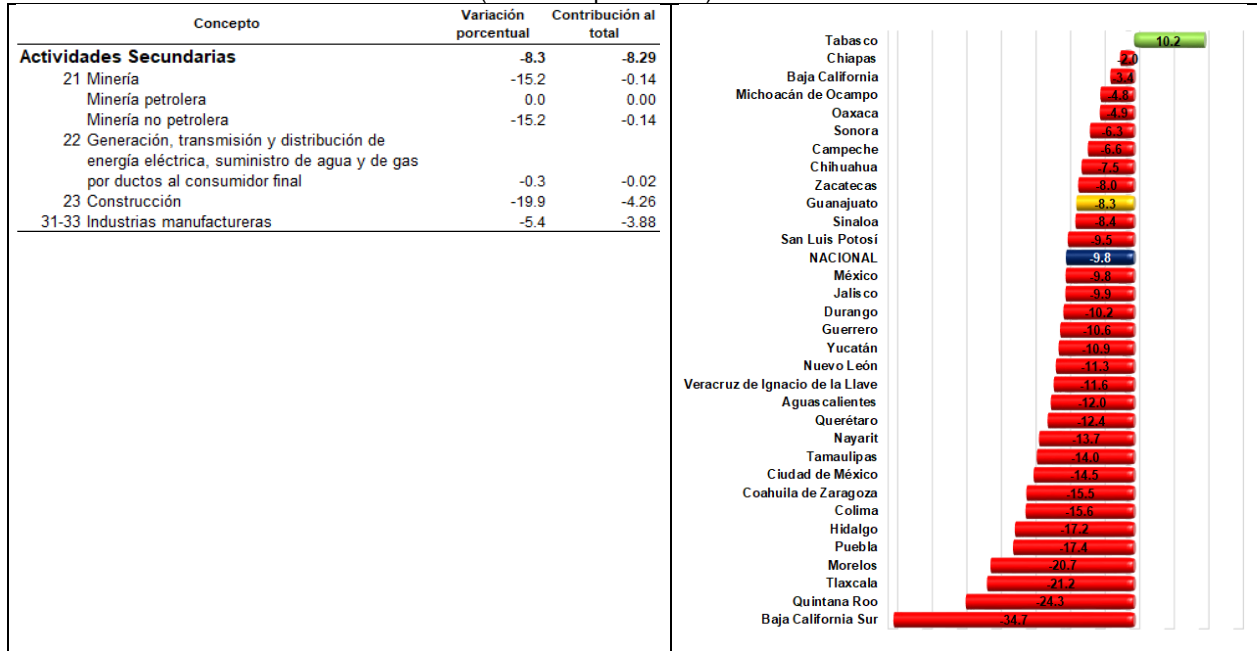 Concepto
Variación porcentual
Contribución al total
Actividades Secundarias -8.3 -8.29
21 Minería -15.2 -0.14
Minería petrolera 0.0 0.00
Minería no petrolera -15.2 -0.14
22 Generación, transmisión y distribución de
energía eléctrica, suministro de agua y de gas
por ductos al consumidor final -0.3 -0.02
23 Construcción -19.9 -4.26
31-33 Industrias manufactureras -5.4 -3.88
Tabasco 10.2
Chiapas -2.0
Baja California -3.4
Michoacán de Ocampo -4.8
Oaxaca -4.9
Sonora -6.3
Campeche -6.6
Chihuahua -7.5
Zacatecas -8.0
Guanajuato -8.3
Sinaloa -8.4
San Luis Potosí -9.5
NACIONAL -9.8
México -9.8
Jalisco -9.9
Durango -10.2
Guerrero -10.6
Yucatán -10.9
Nuevo León -11.3
Veracruz de Ignacio de la Llave -11.6
Aguascalientes -12.0
Querétaro -12.4
Nayarit -13.7
Tamaulipas -14.0
Ciudad de México -14.5
Coahuila de Zaragoza -15.5
Colima -15.6
Hidalgo -17.2
Puebla -17.4
Morelos -20.7
Tlaxcala -21.2
Quintana Roo -24.3
Baja California Sur -34.7